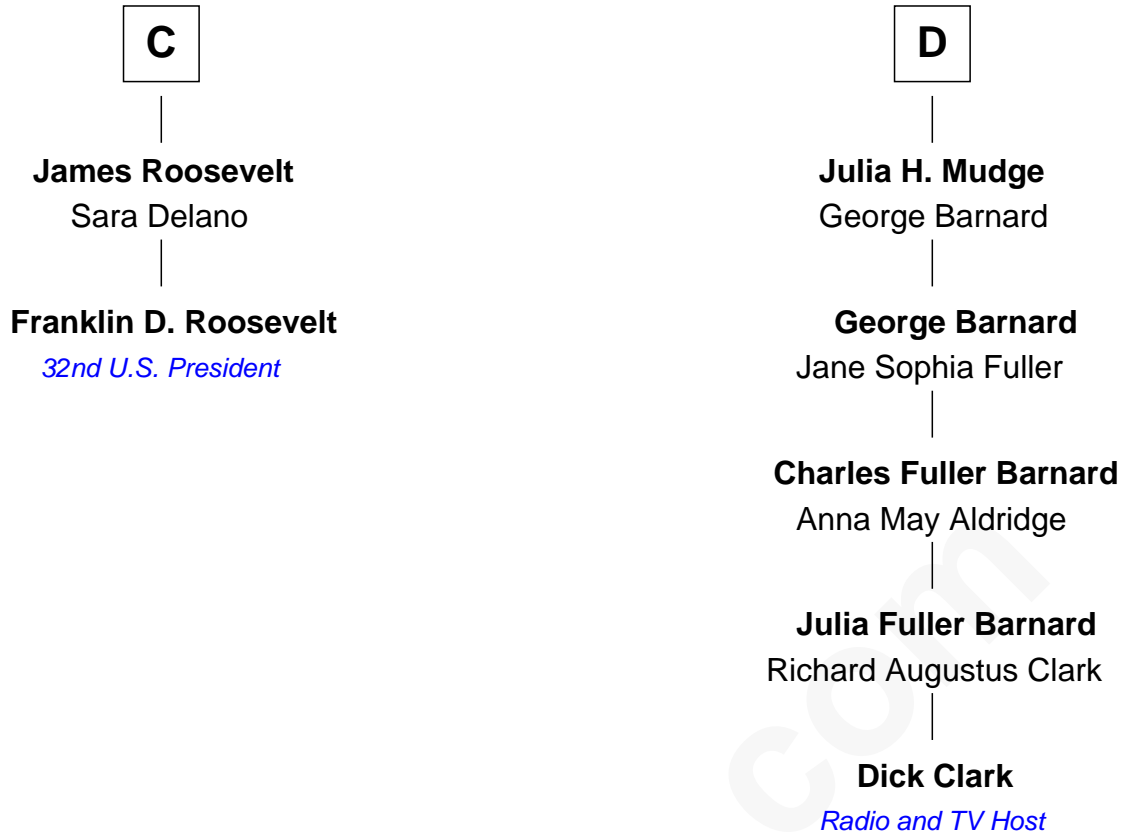 C
James Roosevelt
Sara Delano
Franklin D. Roosevelt
32nd U.S. President
D
Julia H. Mudge
George Barnard
George Barnard
Jane Sophia Fuller
Charles Fuller Barnard
Anna May Aldridge
Julia Fuller Barnard
Richard Augustus Clark
Dick Clark
Radio and TV Host
com